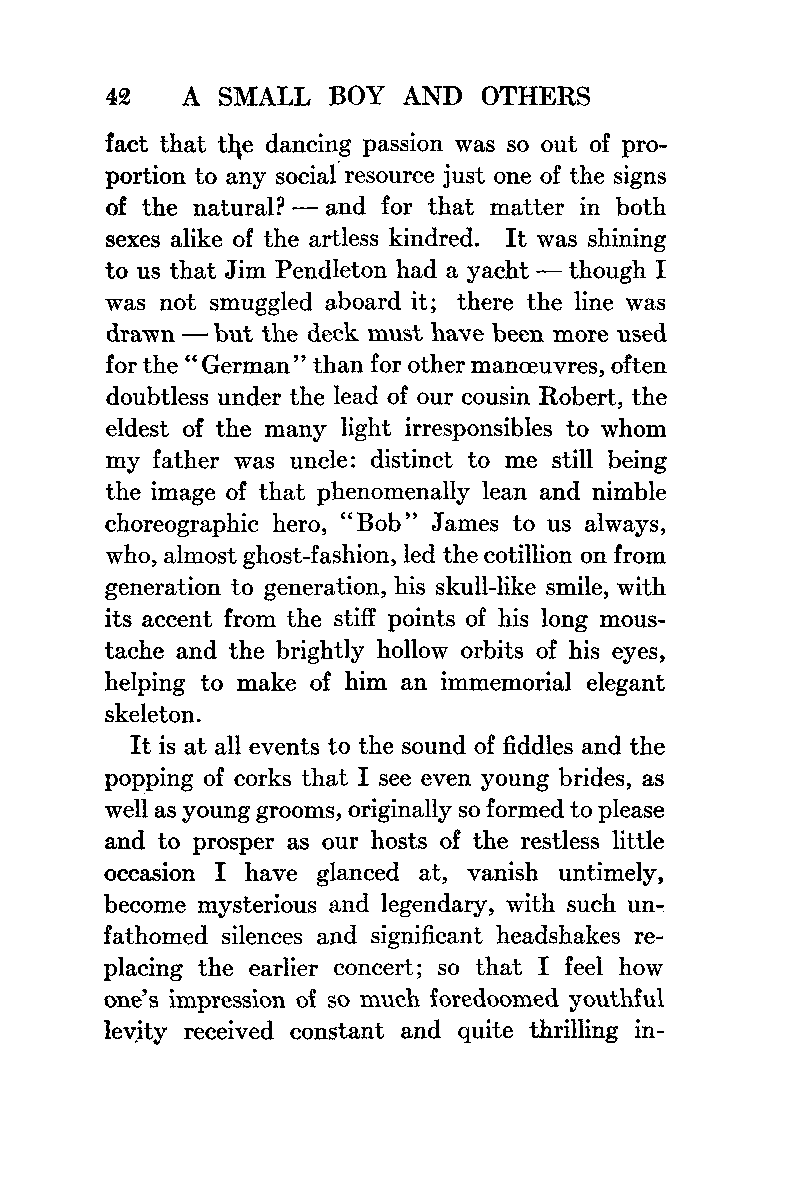 42 A SMALL BOY AND OTHERS
fact that the dancing passion was so out of pro-
portion to any social resource just one of the signs
of the natural? — and for that matter in both
sexes alike of the artless kindred. It was shining
to us that Jim Pendleton had a yacht — though I
was not smuggled aboard it; there the line was
drawn — but the deck must have been more used
for the "German" than for other manœuvres, often
doubtless under the lead of our cousin Robert, the
eldest of the many light irresponsibles to whom
my father was uncle: distinct to me still being
the image of that phenomenally lean and nimble
choreographic hero, "Bob" James to us always,
who, almost ghost-fashion, led the cotillion on from
generation to generation, his skull-like smile, with
its accent from the stiff points of his long mous-
tache and the brightly hollow orbits of his eyes,
helping to make of him an immemorial elegant
skeleton.
It is at all events to the sound of fiddles and the
popping of corks that I see even young brides, as
well as young grooms, originally so formed to please
and to prosper as our hosts of the restless little
occasion I have glanced at, vanish untimely,
become mysterious and legendary, with such un-
fathomed silences and significant headshakes re-
placing the earlier concert; so that I feel how
one's impression of so much foredoomed youthful
levity received constant and quite thrilling in-